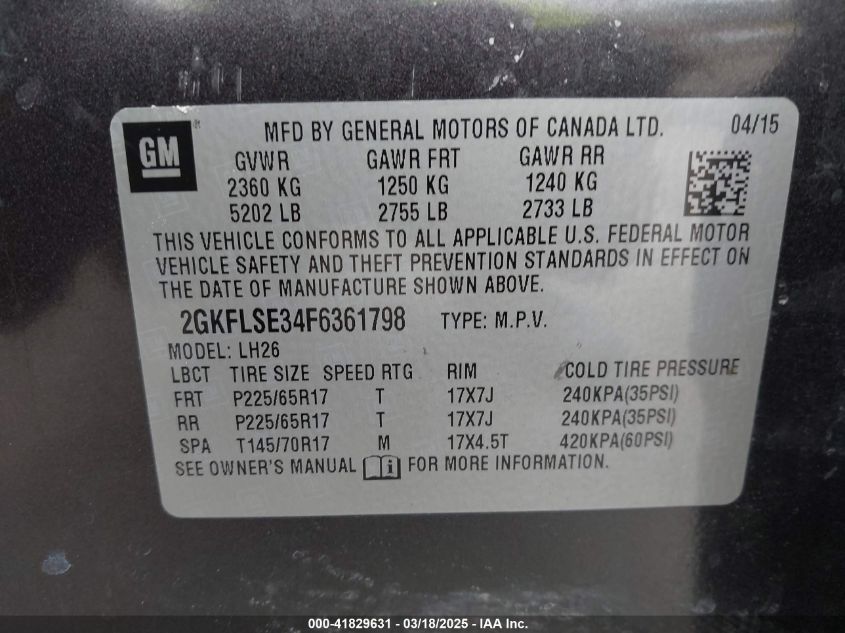 GM®
MFD BY GENERAL MOTORS OF CANADA LTD. 04/15
GVWR GAWR FRT GAWR RR
2360 KG 1250 KG 1240 KG
5202 LB 2755 LB 2733 LB
THIS VEHICLE CONFORMS TO ALL APPLICABLE U.S. FEDERAL MOTOR
VEHICLE SAFETY AND THEFT PREVENTION STANDARDS IN EFFECT ON
THE DATE OF MANUFACTURE SHOWN ABOVE.
2GKFLSE34F6361798 TYPE: M.P.V.
MODEL: LH26
LBCT TIRE SIZE SPEED RTG RIM COLD TIRE PRESSURE
FRT P225/65R17 T 17X7J 240KPA(35PSI)
RR P225/65R17 T 17X7J 240KPA(35PSI)
SPA T145/70R17 M 17X4.5T 420KPA(60PSI)
SEE OWNER'S MANUAL FOR MORE INFORMATION.
000-41829631 - 03/18/2025 - IAA Inc.